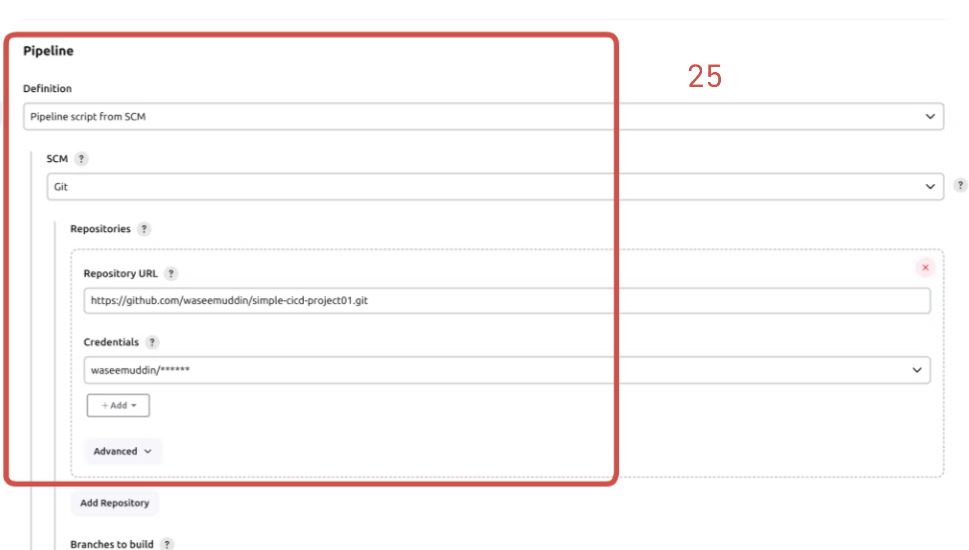 Pipeline
25
Definition
Pipeline script from SCM
SCM ?
Git
?
Repositories ?
Repository URL ?
https://github.com/waseemuddin/simple-cicd-project01.git
Credentials ?
waseemuddin/******
+ Add
Advanced
Add Repository
Branches to build ?